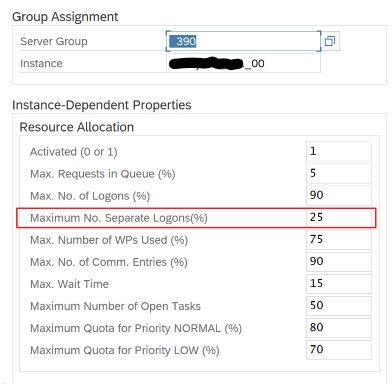 Group Assignment
Server Group 390
Instance _00
Instance-Dependent Properties
Resource Allocation
Activated (0 or 1) 1
Max. Requests in Queue (%) 5
Max. No. of Logons (%) 90
Maximum No. Separate Logons(%) 25
Max. Number of WPs Used (%) 75
Max. No. of Comm. Entries (%) 90
Max. Wait Time 15
Maximum Number of Open Tasks 50
Maximum Quota for Priority NORMAL (%) 80
Maximum Quota for Priority LOW (%) 70